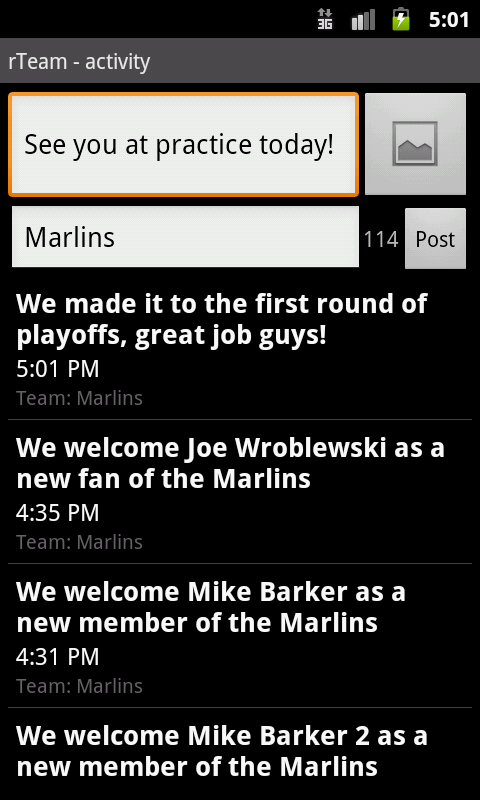 3G 5:01
rTeam - activity
See you at practice today!
Marlins
114 Post
We made it to the first round of
playoffs, great job guys!
5:01 PM
Team: Marlins
We welcome Joe Wroblewski as a
new fan of the Marlins
4:35 PM
Team: Marlins
We welcome Mike Barker as a
new member of the Marlins
4:31 PM
Team: Marlins
We welcome Mike Barker 2 as a
new member of the Marlins